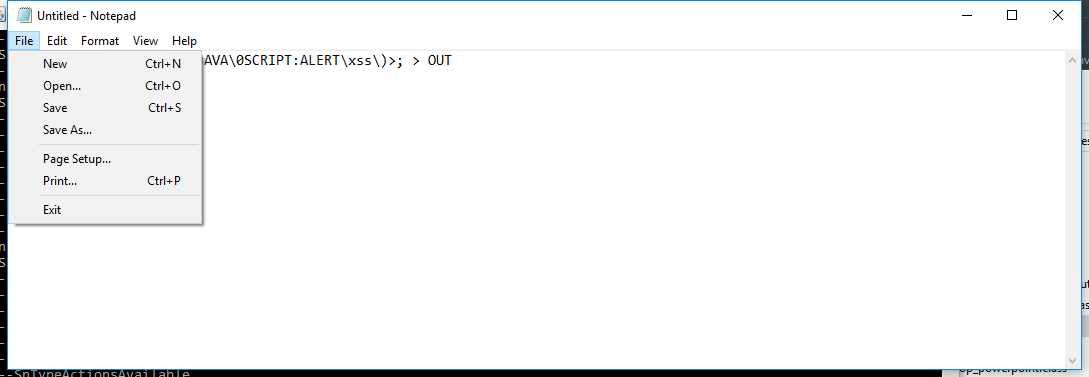 Untitled - Notepad
File Edit Format View Help
AVA\0SCRIPT:ALERT\xss\)>; > OUT
New Ctrl+N
Open... Ctrl+O
Save Ctrl+S
Save As...
Page Setup...
Print... Ctrl+P
Exit
--SpTypeActionsAvailable